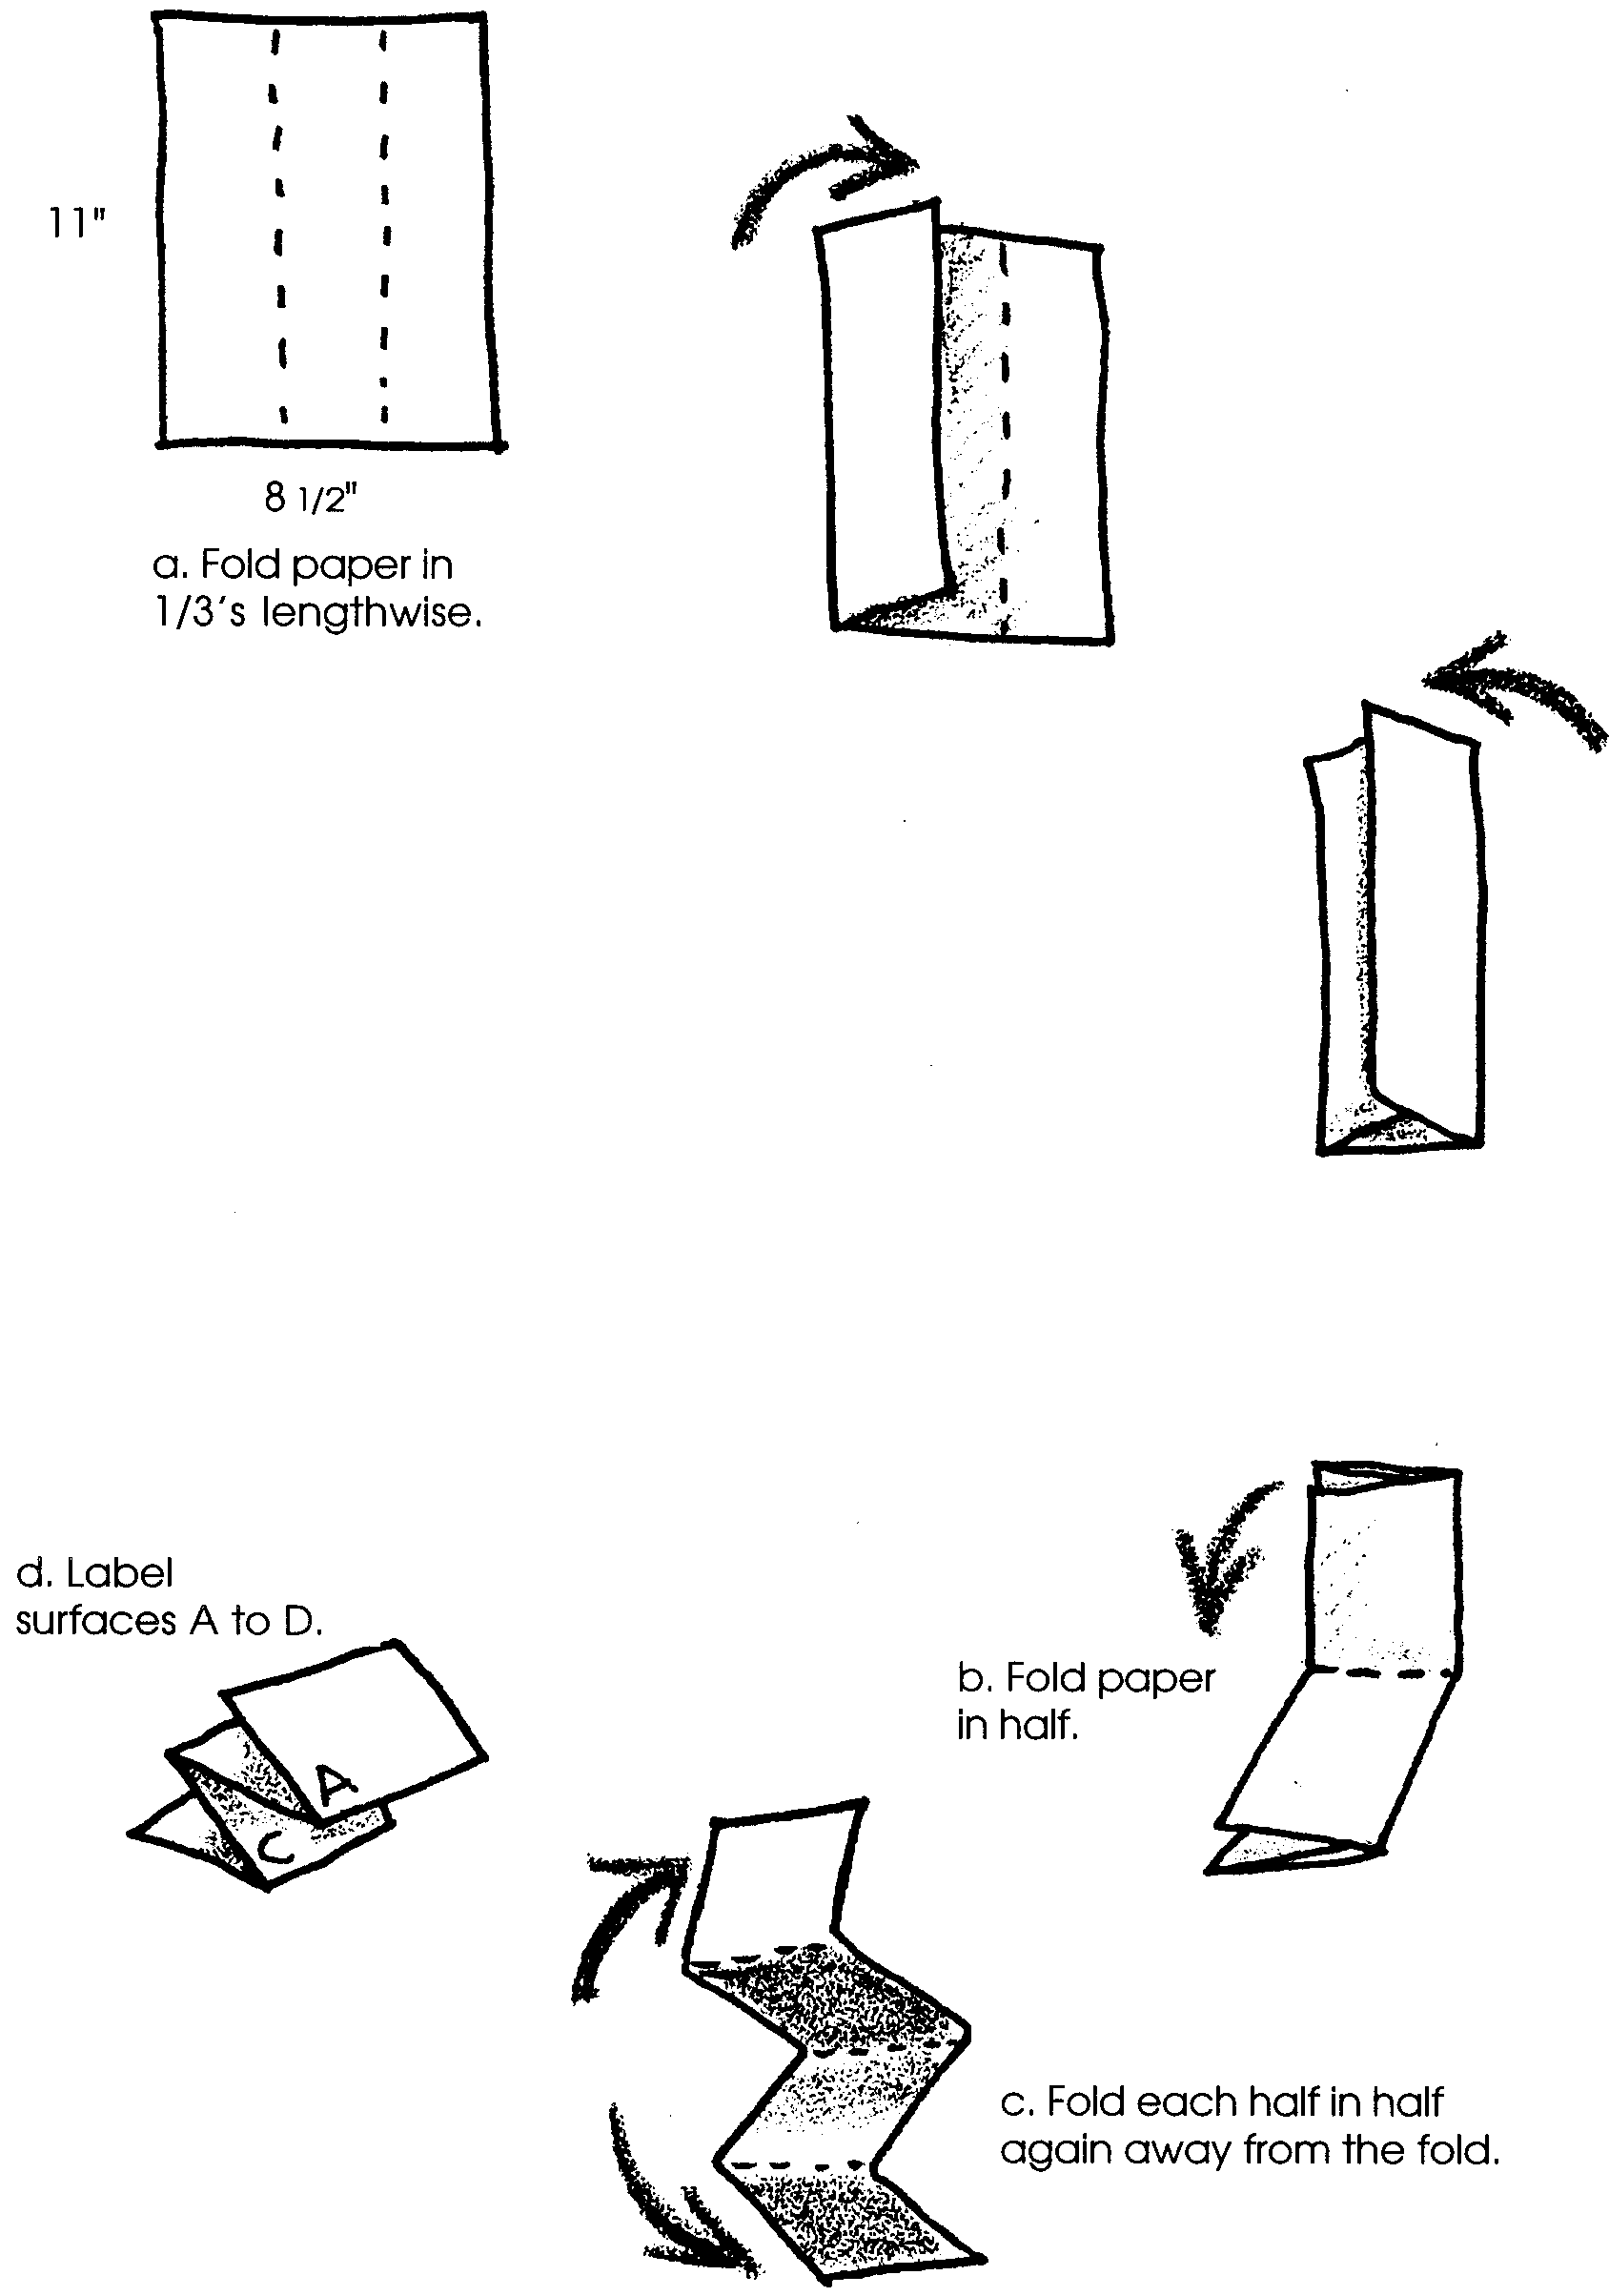 11"
8 1/2"
a. Fold paper in
1/3's lengthwise.
b. Fold paper
in half.
c. Fold each half in half
again away from the fold.
d. Label
surfaces A to D.
A
C